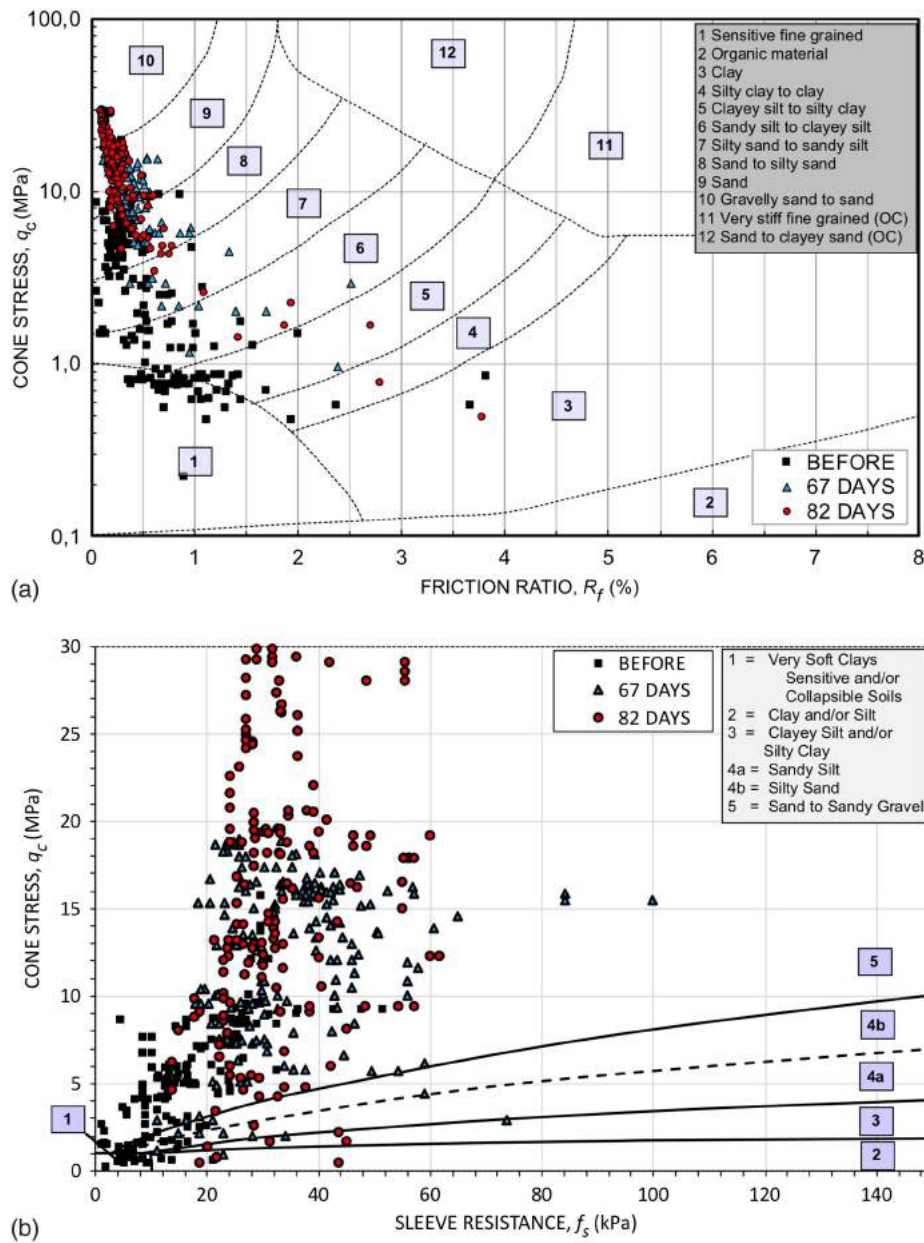 100,0
10,0
1,0
0,1
CONE STRESS, qc (MPa)
10
9
8
7
6
5
4
3
2
1
12
11
1 Sensitive fine grained
2 Organic material
3 Clay
4 Silty clay to clay
5 Clayey silt to silty clay
6 Sandy silt to clayey silt
7 Silty sand to sandy silt
8 Sand to silty sand
9 Sand
10 Gravelly sand to sand
11 Very stiff fine grained (OC)
12 Sand to clayey sand (OC)
BEFORE
67 DAYS
82 DAYS
0 1 2 3 4 5 6 7 8
FRICTION RATIO, Rf (%)
(a)
30
25
20
15
10
5
0
CONE STRESS, qc (MPa)
BEFORE
67 DAYS
82 DAYS
1 = Very Soft Clays
Sensitive and/or
Collapsible Soils
2 = Clay and/or Silt
3 = Clayey Silt and/or
Silty Clay
4a = Sandy Silt
4b = Silty Sand
5 = Sand to Sandy Gravel
5
4b
4a
3
2
1
0 20 40 60 80 100 120 140
SLEEVE RESISTANCE, fs (kPa)
(b)